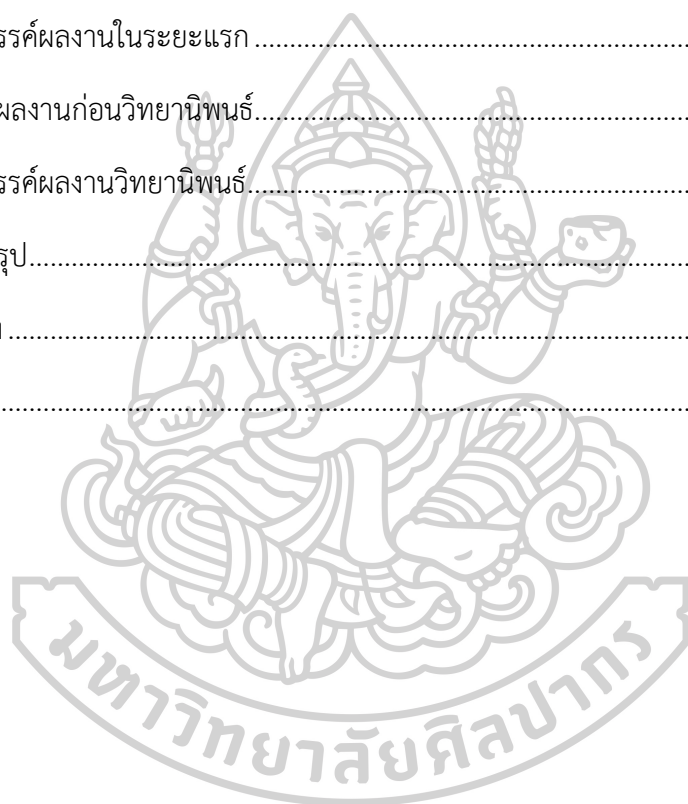 รรค์ผลงานในระยะแรก ........................................................
ผลงานก่อนวิทยานิพนธ์........................................................
รรค์ผลงานวิทยานิพนธ์........................................................
รุป........................................................
........................................................
........................................................
มหาวิทยาลัยศิลปากร